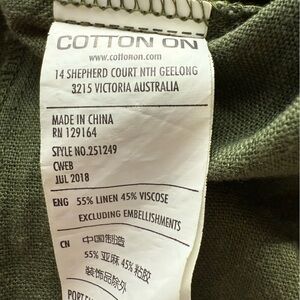 COTTON ON
www.cottonon.com
14 SHEPHERD COURT NTH GEELONG
3215 VICTORIA AUSTRALIA
MADE IN CHINA
RN 129164
STYLE NO.251249
CWEB
JUL 2018
ENG 55% LINEN 45% VISCOSE
EXCLUDING EMBELLISHMENTS
CN 中国制造
55% 亚麻 45% 粘胶
装饰品除外